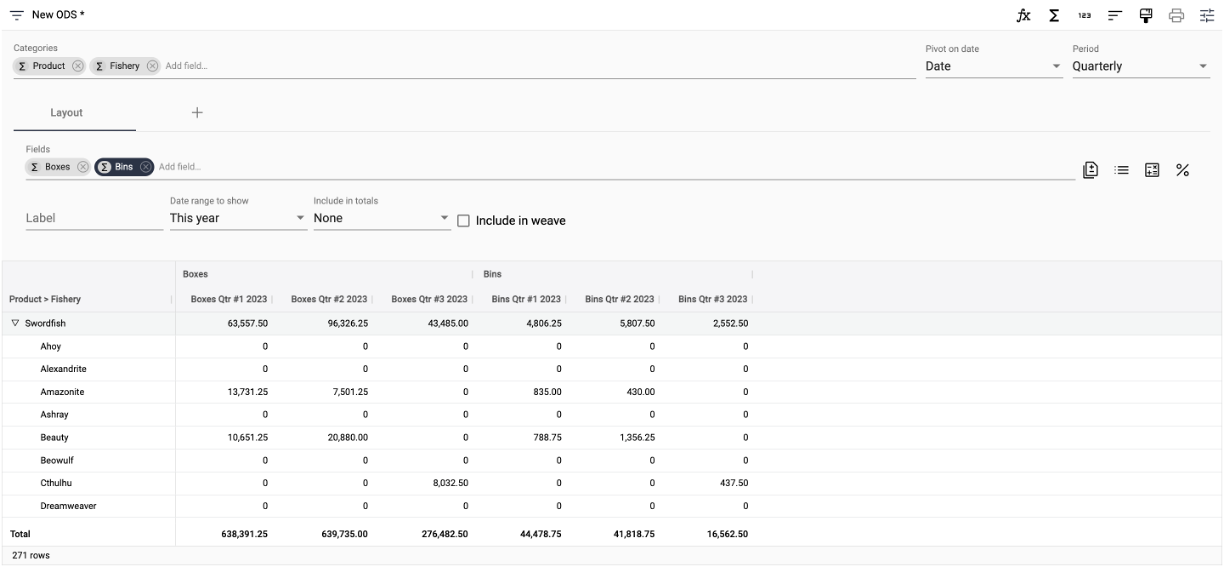 New ODS *
fx Σ 123
Categories
Σ Product Σ Fishery Add field...
Pivot on date
Date
Period
Quarterly
Layout +
Fields
Σ Boxes Σ Bins Add field...
%
Label
Date range to show
This year
Include in totals
None
Include in weave
Boxes Bins
Product > Fishery Boxes Qtr #1 2023 Boxes Qtr #2 2023 Boxes Qtr #3 2023 Bins Qtr #1 2023 Bins Qtr #2 2023 Bins Qtr #3 2023
Swordfish 63,557.50 96,326.25 43,485.00 4,806.25 5,807.50 2,552.50
Ahoy 0 0 0 0 0 0
Alexandrite 0 0 0 0 0 0
Amazonite 13,731.25 7,501.25 0 835.00 430.00 0
Ashray 0 0 0 0 0 0
Beauty 10,651.25 20,880.00 0 788.75 1,356.25 0
Beowulf 0 0 0 0 0 0
Cthulhu 0 0 8,032.50 0 0 437.50
Dreamweaver 0 0 0 0 0 0
Total 638,391.25 639,735.00 276,482.50 44,478.75 41,818.75 16,562.50
271 rows